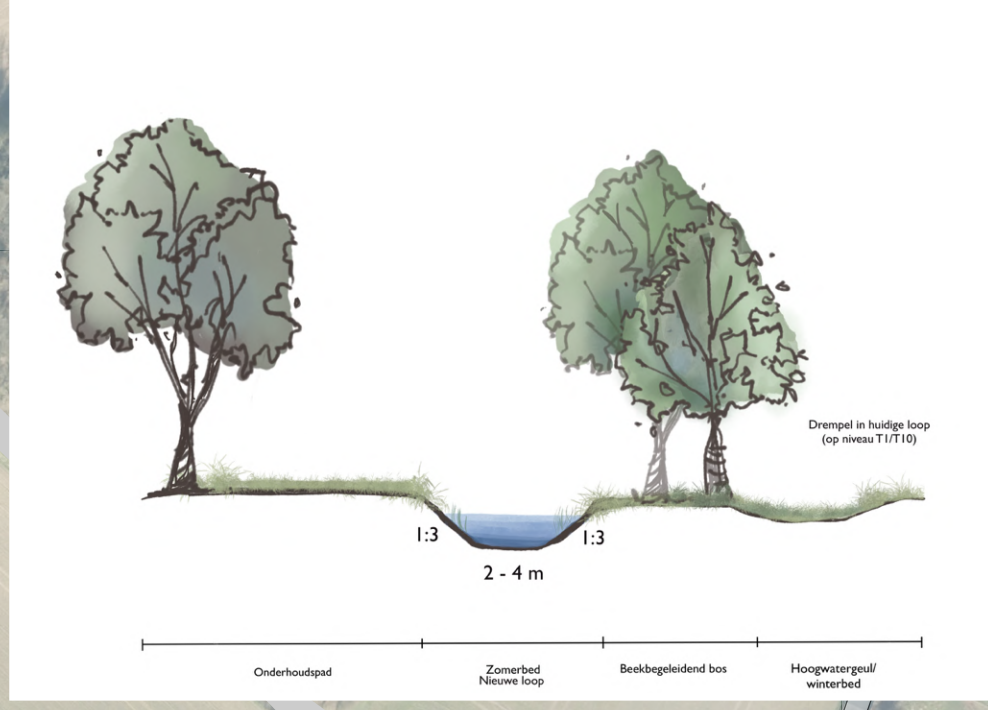 Drempel in huidige loop
(op niveau T1/T10)
1:3
1:3
2 - 4 m
Onderhoudspad
Zomerbed
Nieuwe loop
Beekbegeleidend bos
Hoogwatergeul/
winterbed